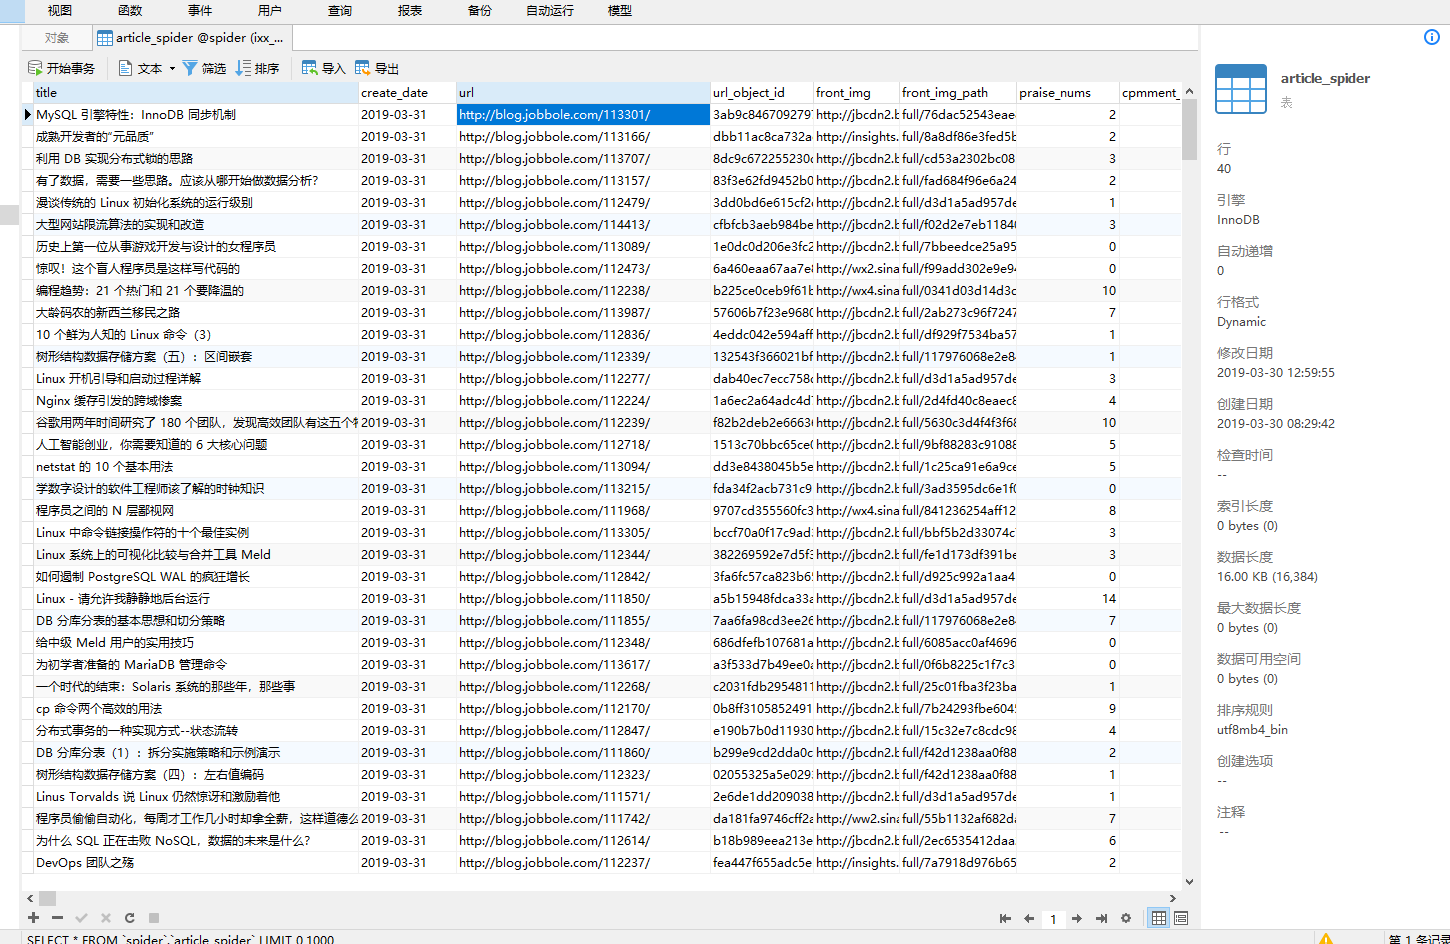 视图 函数 事件 用户 查询 报表 备份 自动运行 模型
对象 article_spider @spider (ixx_...
开始事务 文本 筛选 排序 导入 导出
title create_date url url_object_id front_img front_img_path praise_nums cpmment_
MySQL 引擎特性：InnoDB 同步机制 2019-03-31 http://blog.jobbole.com/113301/ 3ab9c846709279 http://jbcdn2.b full/76dac52543eae 2
成熟开发者的“元品质” 2019-03-31 http://blog.jobbole.com/113166/ dbb11ac8ca732a http://insights. full/8a8df86e3fed5b 2
利用 DB 实现分布式锁的思路 2019-03-31 http://blog.jobbole.com/113707/ 8dc9c672255230 http://jbcdn2.b full/cd53a2302bc08 3
有了数据，需要一些思路。应该从哪开始做数据分析？ 2019-03-31 http://blog.jobbole.com/113157/ 83f3e62fd9452b0 http://jbcdn2.b full/fad684f96e6a24 2
漫谈传统的 Linux 初始化系统的运行级别 2019-03-31 http://blog.jobbole.com/112479/ 3dd0bd6e615cf2 http://jbcdn2.b full/d3d1a5ad957de 1
大型网站限流算法的实现和改造 2019-03-31 http://blog.jobbole.com/114413/ cfbfcb3aeb984be http://jbcdn2.b full/f02d2e7eb1184 3
历史上第一位从事游戏开发与设计的女程序员 2019-03-31 http://blog.jobbole.com/113089/ 1e0dc0d206e3fc2 http://jbcdn2.b full/7bbeedce25a95 0
惊叹！这个盲人程序员是这样写代码的 2019-03-31 http://blog.jobbole.com/112473/ 6a460eaa67aa7e http://wx2.sina full/f99add302e9e9 0
编程趋势：21 个热门和 21 个要降温的 2019-03-31 http://blog.jobbole.com/112238/ b225ce0ceb9f61 http://wx4.sina full/0341d03d14d3c 10
大龄码农的新西兰移民之路 2019-03-31 http://blog.jobbole.com/113987/ 57606b7f23e968 http://jbcdn2.b full/2ab273c96f7247 7
10 个鲜为人知的 Linux 命令（3） 2019-03-31 http://blog.jobbole.com/112836/ 4eddc042e594aff http://jbcdn2.b full/df929f7534ba57 1
树形结构数据存储方案（五）：区间嵌套 2019-03-31 http://blog.jobbole.com/112339/ 132543f366021bf http://jbcdn2.b full/117976068e2e8 1
Linux 开机引导和启动过程详解 2019-03-31 http://blog.jobbole.com/112277/ dab40ec7ecc758 http://jbcdn2.b full/d3d1a5ad957de 3
Nginx 缓存引发的跨域惨案 2019-03-31 http://blog.jobbole.com/112224/ 1a6ec2a64adc4d http://jbcdn2.b full/2d4fd40c8eaec8 4
谷歌用两年时间研究了 180 个团队，发现高效团队有这五个 2019-03-31 http://blog.jobbole.com/112239/ f82b2deb2e6663 http://jbcdn2.b full/5630c3d4f4f3f68 10
人工智能创业，你需要知道的 6 大核心问题 2019-03-31 http://blog.jobbole.com/112718/ 1513c70bbc65ce http://jbcdn2.b full/9bf88283c91088 5
netstat 的 10 个基本用法 2019-03-31 http://blog.jobbole.com/113094/ dd3e8438045b5e http://jbcdn2.b full/1c25ca91e6a9ce 5
学数字设计的软件工程师该了解的时钟知识 2019-03-31 http://blog.jobbole.com/113215/ fda34f2acb731c9 http://jbcdn2.b full/3ad3595dc6e1f0 0
程序员之间的 N 层鄙视网 2019-03-31 http://blog.jobbole.com/111968/ 9707cd355560fc3 http://wx4.sina full/841236254aff12 8
Linux 中命令链接操作符的十个最佳实例 2019-03-31 http://blog.jobbole.com/113305/ bccf70a0f17c9ad http://jbcdn2.b full/bbf5b2d33074c 3
Linux 系统上的可视化比较与合并工具 Meld 2019-03-31 http://blog.jobbole.com/112344/ 382269592e7d5f http://jbcdn2.b full/fe1d173df391be 3
如何遏制 PostgreSQL WAL 的疯狂增长 2019-03-31 http://blog.jobbole.com/112842/ 3fa6fc57ca823b6 http://jbcdn2.b full/d925c992a1aa4 0
Linux - 请允许我静静地后台运行 2019-03-31 http://blog.jobbole.com/111850/ a5b15948fdca33 http://jbcdn2.b full/d3d1a5ad957de 14
DB 分库分表的基本思想和切分策略 2019-03-31 http://blog.jobbole.com/111855/ 7aa6fa98cd3ee26 http://jbcdn2.b full/117976068e2e8 7
给中级 Meld 用户的实用技巧 2019-03-31 http://blog.jobbole.com/112348/ 686dfefb107681a http://jbcdn2.b full/6085acc0af4696 0
为初学者准备的 MariaDB 管理命令 2019-03-31 http://blog.jobbole.com/113617/ a3f533d7b49ee0 http://jbcdn2.b full/0f6b8225c1f7c3 0
一个时代的结束：Solaris 系统的那些年，那些事 2019-03-31 http://blog.jobbole.com/112268/ c2031fdb2954811 http://jbcdn2.b full/25c01fba3f23ba 1
cp 命令两个高效的用法 2019-03-31 http://blog.jobbole.com/112170/ 0b8ff3105852491 http://jbcdn2.b full/7b24293fbe604 9
分布式事务的一种实现方式--状态流转 2019-03-31 http://blog.jobbole.com/112847/ e190b7b0d11930 http://jbcdn2.b full/15c32e7c8cdc98 4
DB 分库分表（1）：拆分实施策略和示例演示 2019-03-31 http://blog.jobbole.com/111860/ b299e9cd2dda0c http://jbcdn2.b full/f42d1238aa0f88 2
树形结构数据存储方案（四）：左右值编码 2019-03-31 http://blog.jobbole.com/112323/ 02055325a5e029 http://jbcdn2.b full/f42d1238aa0f88 1
Linus Torvalds 说 Linux 仍然惊讶和激励着他 2019-03-31 http://blog.jobbole.com/111571/ 2e6de1dd209038 http://jbcdn2.b full/d3d1a5ad957de 1
程序员偷偷自动化，每周才工作几小时却拿全薪，这样道德么 2019-03-31 http://blog.jobbole.com/111742/ da181fa9746cff2 http://ww2.sina full/55b1132af682d 7
为什么 SQL 正在击败 NoSQL，数据的未来是什么？ 2019-03-31 http://blog.jobbole.com/112614/ b18b989eea213e http://jbcdn2.b full/2ec6535412daa 6
DevOps 团队之殇 2019-03-31 http://blog.jobbole.com/112237/ fea447f655adc5e http://insights. full/7a7918d976b65 2
1
SELECT * FROM \`spider\`.\`article_spider\` LIMIT 0,1000
第 1 条记录
article_spider
表
行
40
引擎
InnoDB
自动递增
0
行格式
Dynamic
修改日期
2019-03-30 12:59:55
创建日期
2019-03-30 08:29:42
检查时间
--
索引长度
0 bytes (0)
数据长度
16.00 KB (16,384)
最大数据长度
0 bytes (0)
数据可用空间
0 bytes (0)
排序规则
utf8mb4_bin
创建选项
--
注释
--